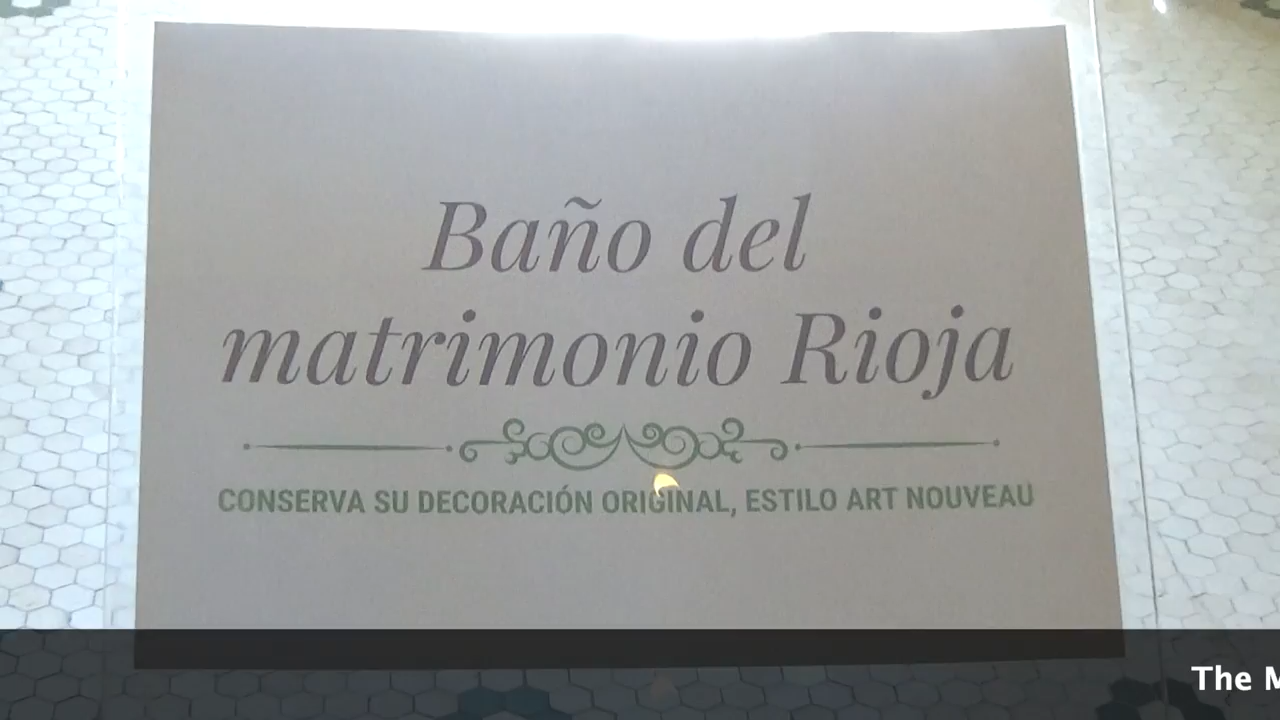 Baño del
matrimonio Rioja
CONSERVA SU DECORACIÓN ORIGINAL, ESTILO ART NOUVEAU
The